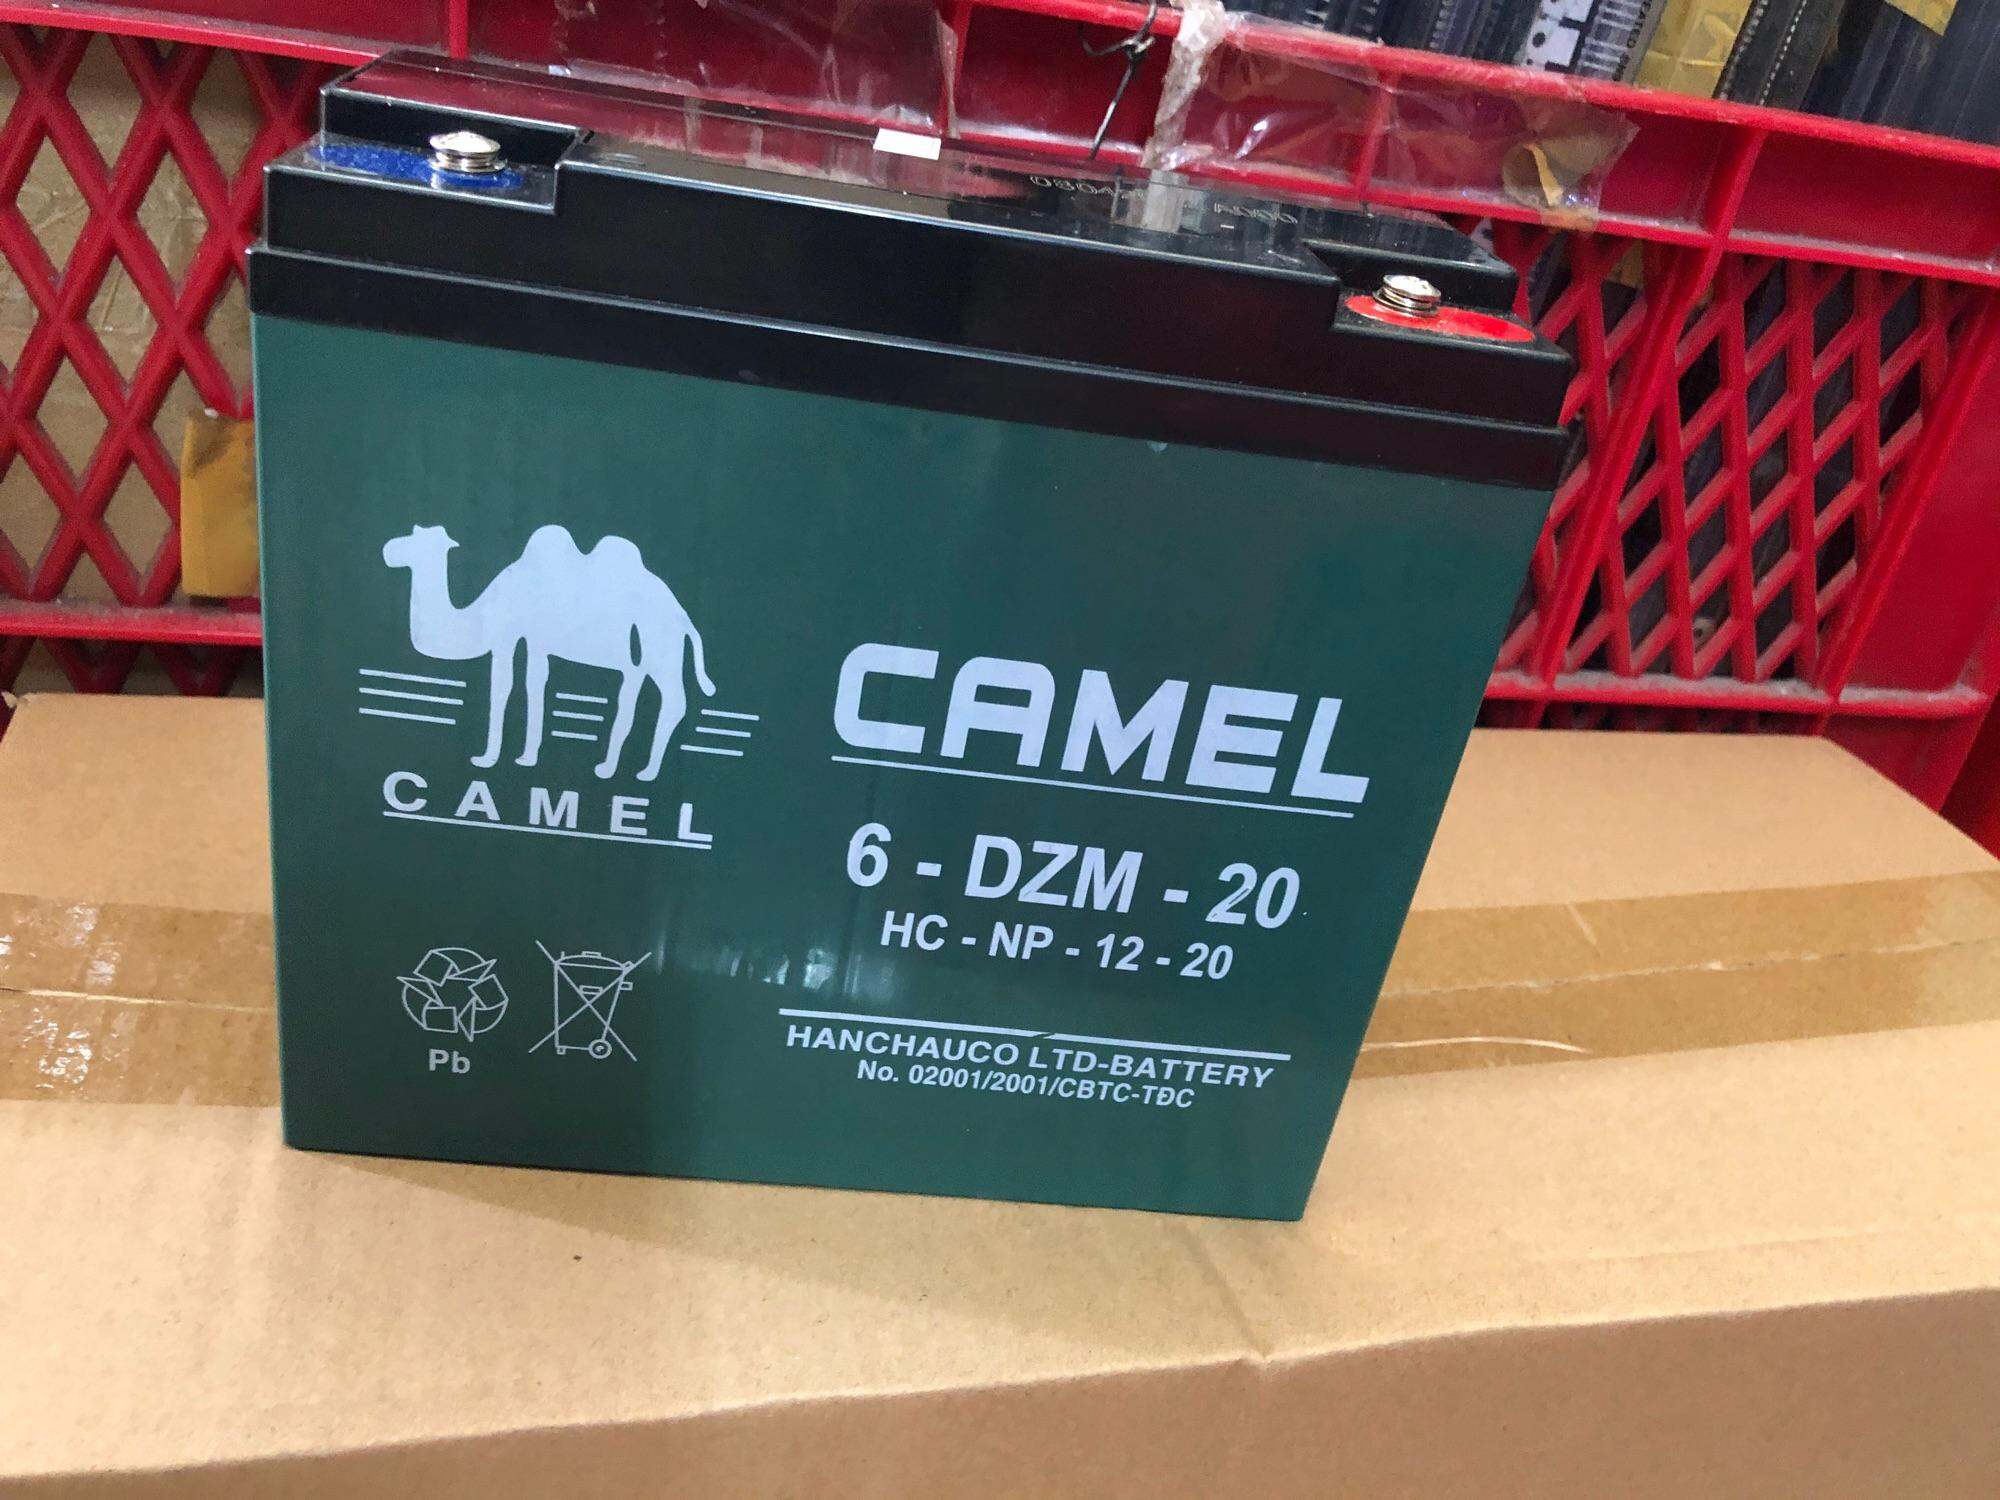 CAMEL
CAMEL
6 - DZM - 20
HC - NP - 12 - 20
Pb
HANCHAUCO LTD-BATTERY
No. 02001/2001/CBTC-TĐC